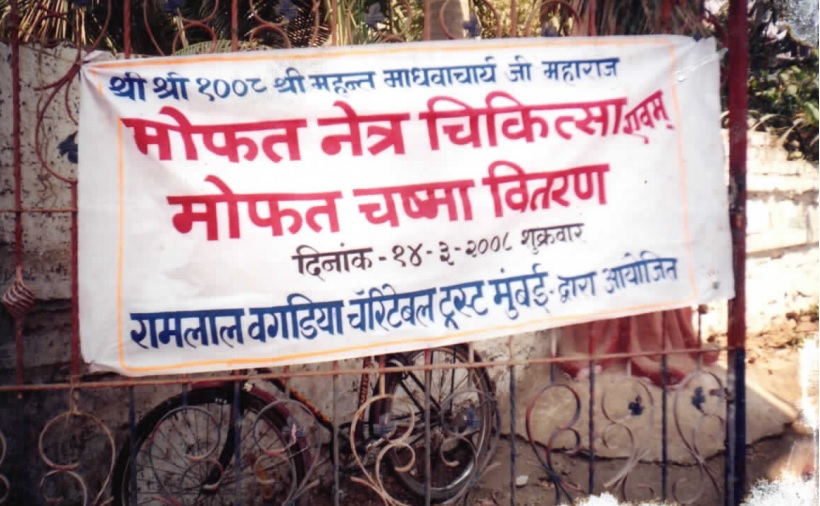 श्री श्री १००८ श्री महन्त माधवाचार्य जी महाराज
मोफत नेत्र चिकित्सा एवम्
मोफत चष्मा वितरण
दिनांक - १४ - ३ - २००८ शुक्रवार
रामलाल वगडिया चॅरिटेबल ट्रस्ट मुंबई - द्वारा आयोजित